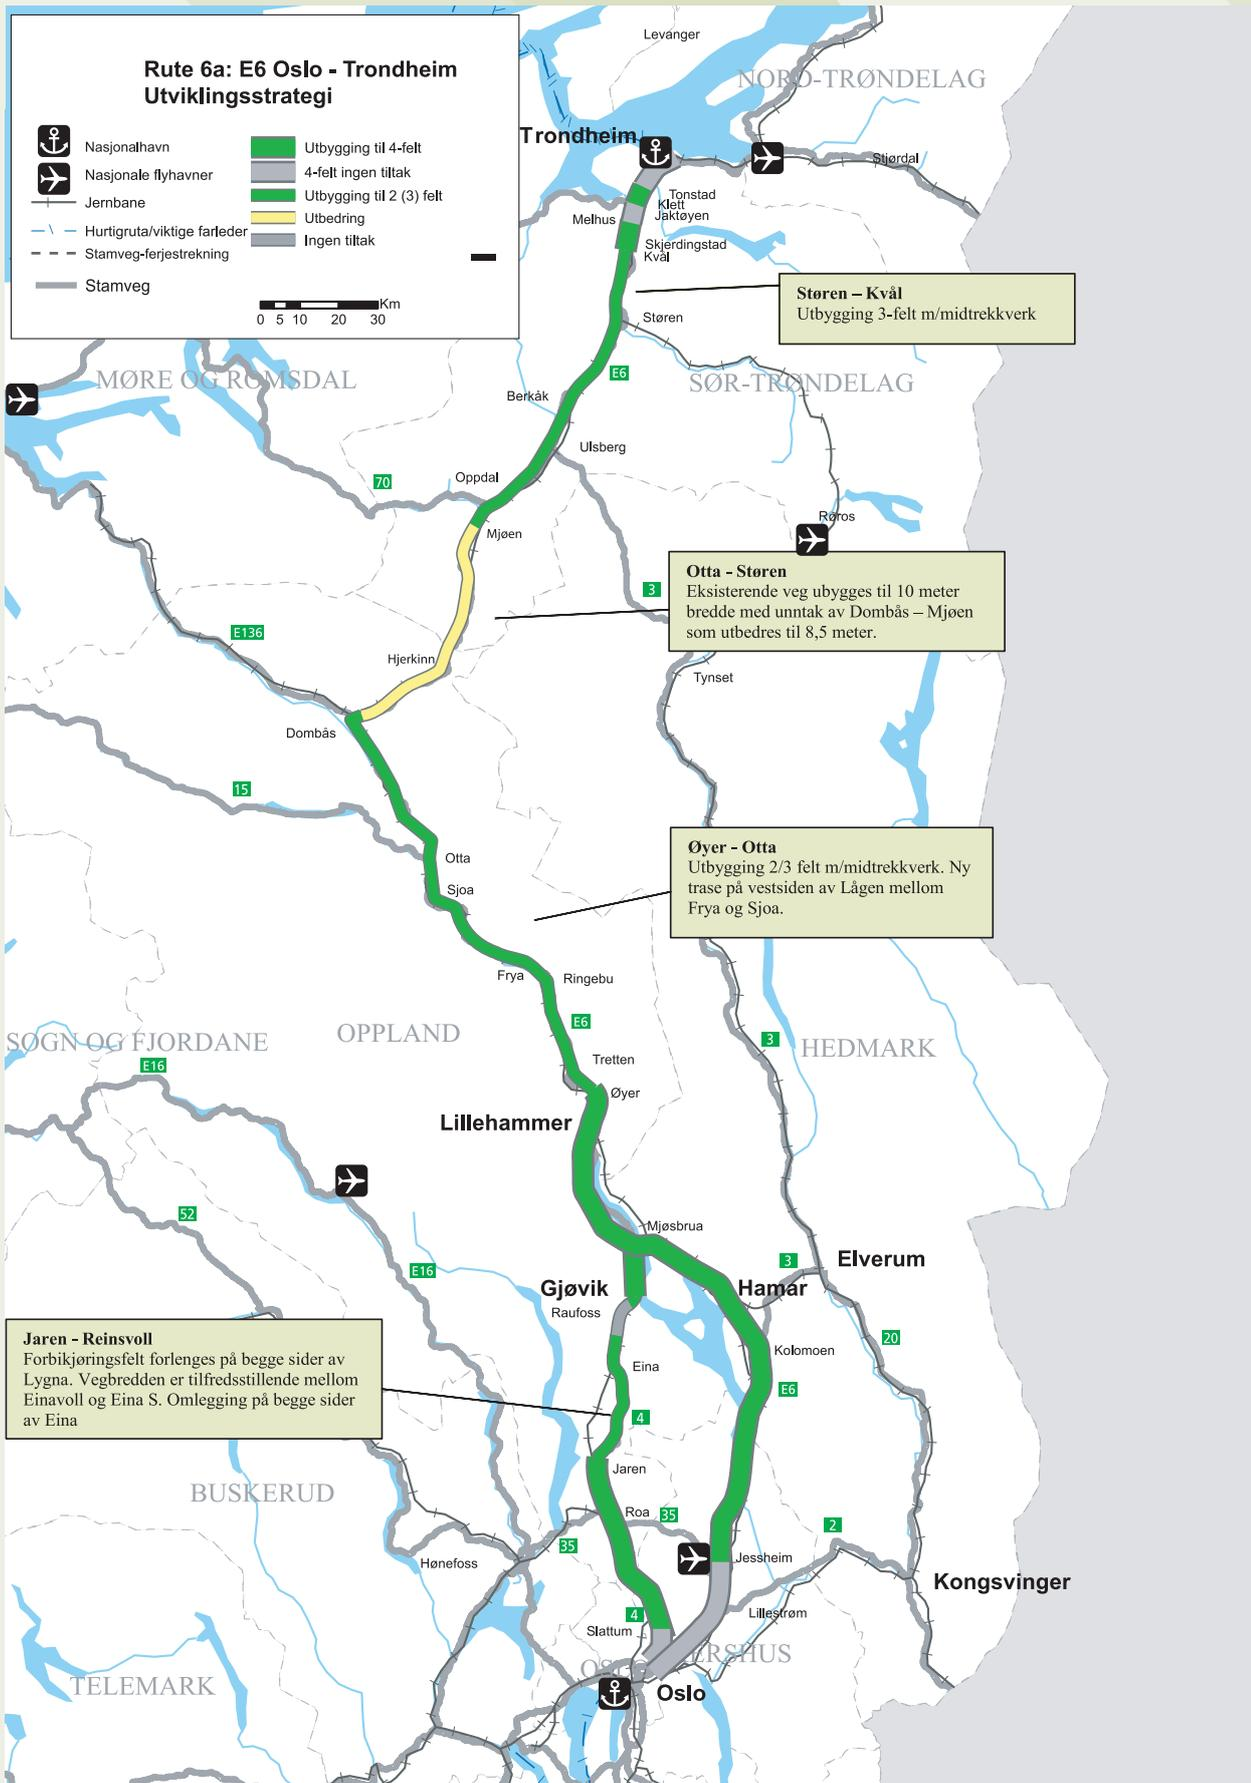 Rute 6a: E6 Oslo - Trondheim
Utviklingsstrategi
Nasjonalhavn
Nasjonale flyhavner
Jernbane
Hurtigruta/viktige farleder
Stamveg-ferjestrekning
Stamveg
Utbygging til 4-felt
4-felt ingen tiltak
Utbygging til 2 (3) felt
Utbedring
Ingen tiltak
Km
0 5 10 20 30
Levanger
NORD-TRØNDELAG
Trondheim
Stjørdal
Tonstad
Klett
Jaktøyen
Melhus
Skjerdingstad
Kvål
Støren – Kvål
Utbygging 3-felt m/midtrekkverk
Støren
E6
MØRE OG ROMSDAL
SØR-TRØNDELAG
Berkåk
Ulsberg
Oppdal
70
Mjøen
Røros
Otta - Støren
Eksisterende veg ubygges til 10 meter
bredde med unntak av Dombås – Mjøen
som utbedres til 8,5 meter.
3
E136
Hjerkinn
Tynset
Dombås
15
Øyer - Otta
Utbygging 2/3 felt m/midtrekkverk. Ny
trase på vestsiden av Lågen mellom
Frya og Sjoa.
Otta
Sjoa
Frya
Ringebu
E6
OPPLAND
SOGN OG FJORDANE
E16
3
HEDMARK
Tretten
Øyer
Lillehammer
52
Mjøsbrua
E16
3
Elverum
Gjøvik
Hamar
Raufoss
20
Jaren - Reinsvoll
Forbikjøringsfelt forlenges på begge sider av
Lygna. Vegbredden er tilfredsstillende mellom
Einavoll og Eina S. Omlegging på begge sider
av Eina
Kolomoen
Eina
E6
4
Jaren
BUSKERUD
Roa
35
2
35
Hønefoss
Jessheim
Kongsvinger
4
Lillestrøm
Slattum
ERSHUS
OSLO
TELEMARK
Oslo